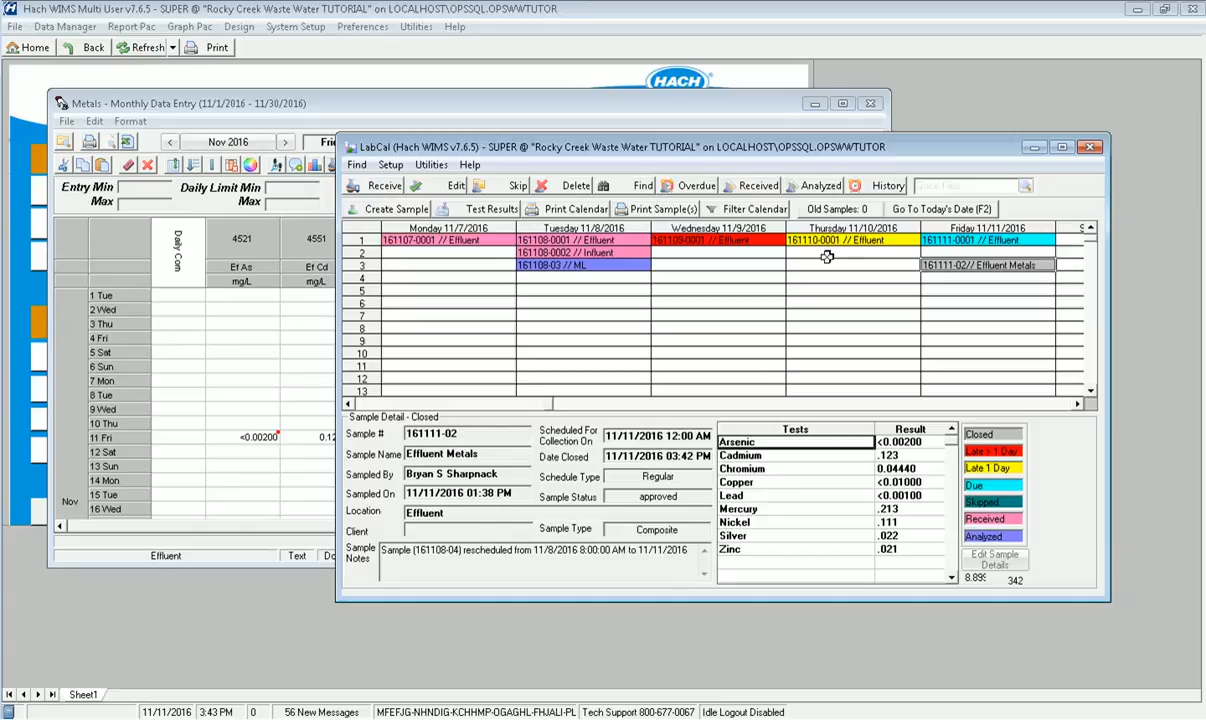 Hach WIMS Multi User v7.6.5 - SUPER @ "Rocky Creek Waste Water TUTORIAL" on LOCALHOST\OPSSQL.OPSWWTUTOR
File Data Manager Report Pac Graph Pac Design System Setup Preferences Utilities Help
Home Back Refresh Print
HACH
Metals - Monthly Data Entry (11/1/2016 - 11/30/2016)
File Edit Format
Nov 2016
Entry Min Daily Limit Min
Max Max
Daily Com
4521 4551
Ef As Ef Cd
mg/L mg/L
1 Tue
2 Wed
3 Thu
4 Fri
5 Sat
6 Sun
7 Mon
8 Tue
9 Wed
10 Thu
11 Fri <0.00200 0.12
12 Sat
13 Sun
14 Mon
Nov 15 Tue
16 Wed
Effluent Text
LabCal (Hach WIMS v7.6.5) - SUPER @ "Rocky Creek Waste Water TUTORIAL" on LOCALHOST\OPSSQL.OPSWWTUTOR
Find Setup Utilities Help
Receive Edit Skip Delete Find Overdue Received Analyzed History
Create Sample Test Results Print Calendar Print Sample(s) Filter Calendar Old Samples: 0 Go To Today's Date (F2)
Monday 11/7/2016 Tuesday 11/8/2016 Wednesday 11/9/2016 Thursday 11/10/2016 Friday 11/11/2016 S
1 161107-0001 // Effluent 161108-0001 // Effluent 161109-0001 // Effluent 161110-0001 // Effluent 161111-0001 // Effluent
2 161108-0002 // Influent
3 161108-03 // ML 161111-02// Effluent Metals
4
5
6
7
8
9
10
11
12
13
Sample Detail - Closed
Sample # 161111-02
Sample Name Effluent Metals
Sampled By Bryan S Sharpnack
Sampled On 11/11/2016 01:38 PM
Location Effluent
Client
Sample Notes Sample (161108-04) rescheduled from 11/8/2016 8:00:00 AM to 11/11/2016
Scheduled For Collection On 11/11/2016 12:00 AM
Date Closed 11/11/2016 03:42 PM
Schedule Type Regular
Sample Status approved
Sample Type Composite
Tests Result
Arsenic <0.00200
Cadmium .123
Chromium 0.04440
Copper <0.01000
Lead <0.00100
Mercury .213
Nickel .111
Silver .022
Zinc .021
Closed
Late > 1 Day
Late 1 Day
Due
Skipped
Received
Analyzed
Edit Sample
Details
342
Sheet1
11/11/2016 3:43 PM 0 56 New Messages MFEFJG-NHNDIG-KCHHMP-OGAGHL-FHJALI-PL Tech Support 800-677-0067 Idle Logout Disabled